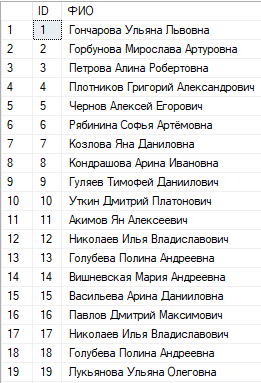 ID ФИО
1 1 Гончарова Ульяна Львовна
2 2 Горбунова Мирослава Артуровна
3 3 Петрова Алина Робертовна
4 4 Плотников Григорий Александрович
5 5 Чернов Алексей Егорович
6 6 Рябинина Софья Артёмовна
7 7 Козлова Яна Даниловна
8 8 Кондрашова Арина Ивановна
9 9 Гуляев Тимофей Даниилович
10 10 Уткин Дмитрий Платонович
11 11 Акимов Ян Алексеевич
12 12 Николаев Илья Владиславович
13 13 Голубева Полина Андреевна
14 14 Вишневская Мария Андреевна
15 15 Васильева Арина Данииловна
16 16 Павлов Дмитрий Максимович
17 17 Николаев Илья Владиславович
18 18 Голубева Полина Андреевна
19 19 Лукьянова Ульяна Олеговна